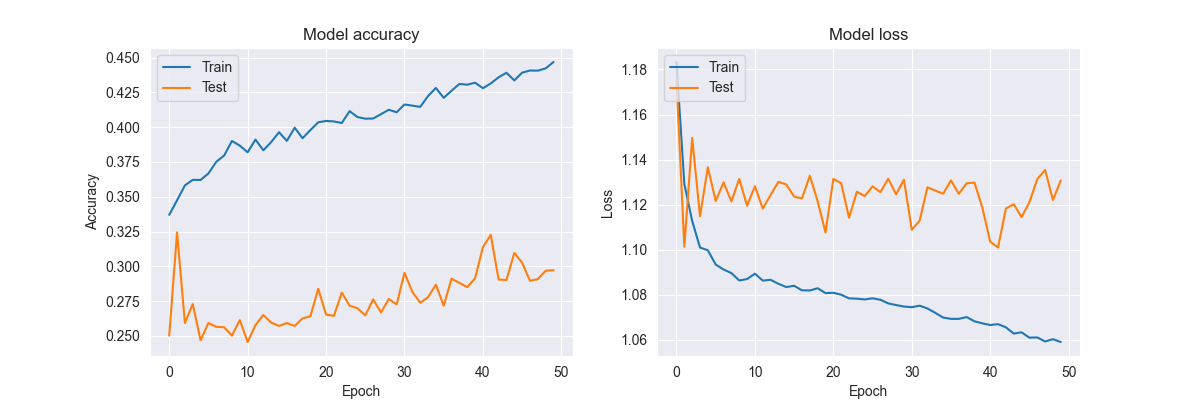 Model accuracy
Train
Test
0.450
0.425
0.400
0.375
0.350
0.325
0.300
0.275
0.250
Accuracy
0 10 20 30 40 50
Epoch
Model loss
Train
Test
1.18
1.16
1.14
1.12
1.10
1.08
1.06
Loss
0 10 20 30 40 50
Epoch